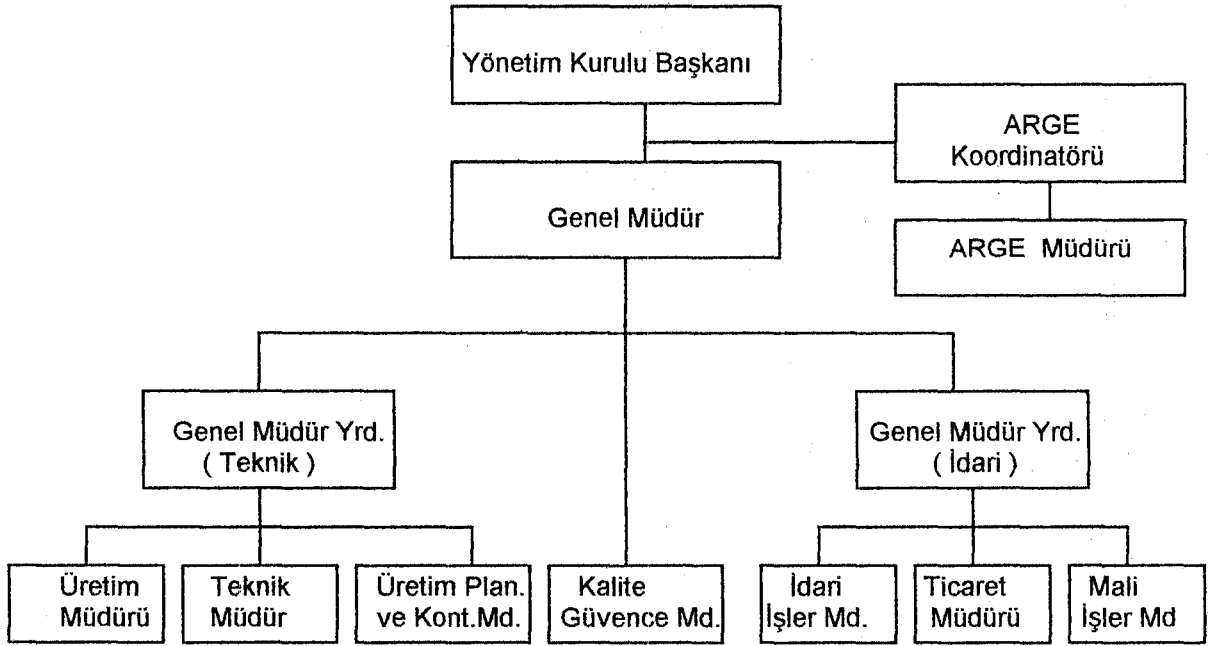 Yönetim Kurulu Başkanı
ARGE
Koordinatörü
Genel Müdür
ARGE Müdürü
Genel Müdür Yrd.
( Teknik )
Genel Müdür Yrd.
( İdari )
Üretim
Müdürü
Teknik
Müdür
Üretim Plan.
ve Kont.Md.
Kalite
Güvence Md.
İdari
İşler Md.
Ticaret
Müdürü
Mali
İşler Md